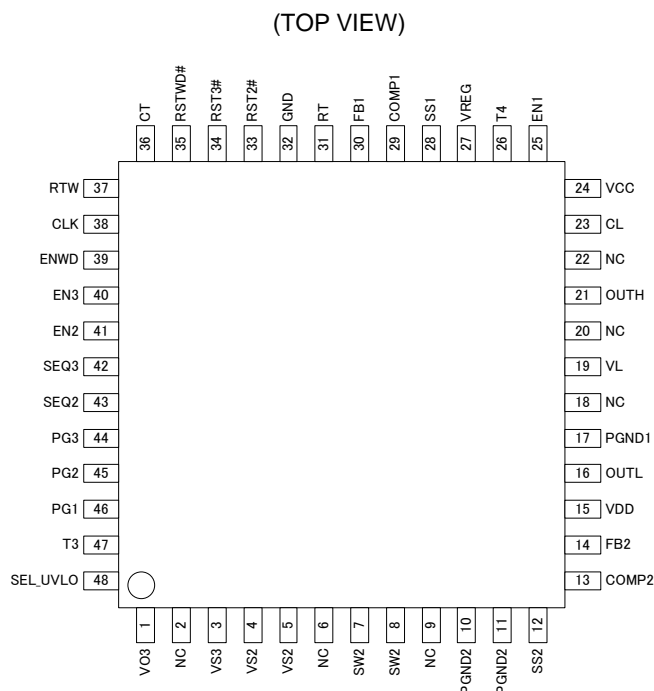 (TOP VIEW)
CT RSTWD# RST3# RST2# GND RT FB1 COMP1 SS1 VREG T4 EN1
36 35 34 33 32 31 30 29 28 27 26 25
RTW 37 24 VCC
CLK 38 23 CL
ENWD 39 22 NC
EN3 40 21 OUTH
EN2 41 20 NC
SEQ3 42 19 VL
SEQ2 43 18 NC
PG3 44 17 PGND1
PG2 45 16 OUTL
PG1 46 15 VDD
T3 47 14 FB2
SEL_UVLO 48 13 COMP2
1 2 3 4 5 6 7 8 9 10 11 12
VO3 NC VS3 VS2 VS2 NC SW2 SW2 NC PGND2 PGND2 SS2